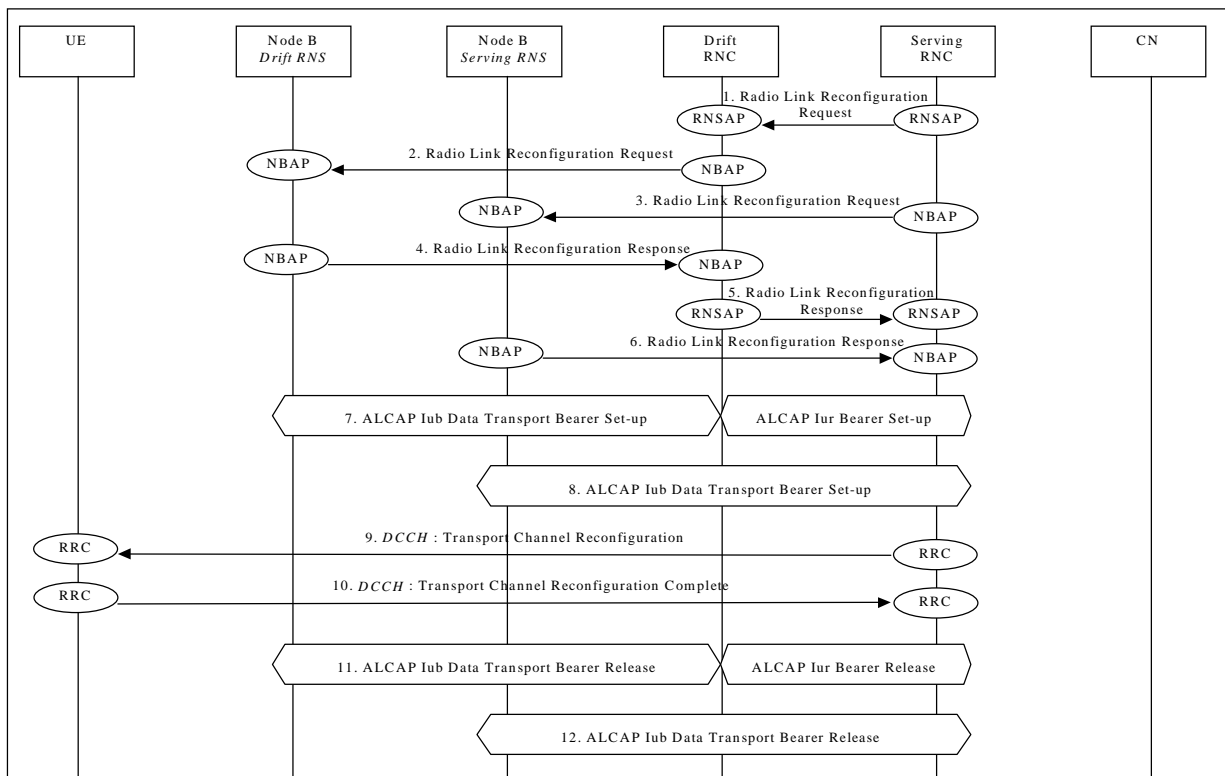 UE
Node B
Drift RNS
Node B
Serving RNS
Drift
RNC
Serving
RNC
CN
1. Radio Link Reconfiguration
Request
RNSAP
RNSAP
2. Radio Link Reconfiguration Request
NBAP
NBAP
3. Radio Link Reconfiguration Request
NBAP
NBAP
4. Radio Link Reconfiguration Response
NBAP
NBAP
5. Radio Link Reconfiguration
Response
RNSAP
RNSAP
6. Radio Link Reconfiguration Response
NBAP
NBAP
7. ALCAP Iub Data Transport Bearer Set-up
ALCAP Iur Bearer Set-up
8. ALCAP Iub Data Transport Bearer Set-up
9. DCCH : Transport Channel Reconfiguration
RRC
RRC
10. DCCH : Transport Channel Reconfiguration Complete
RRC
RRC
11. ALCAP Iub Data Transport Bearer Release
ALCAP Iur Bearer Release
12. ALCAP Iub Data Transport Bearer Release